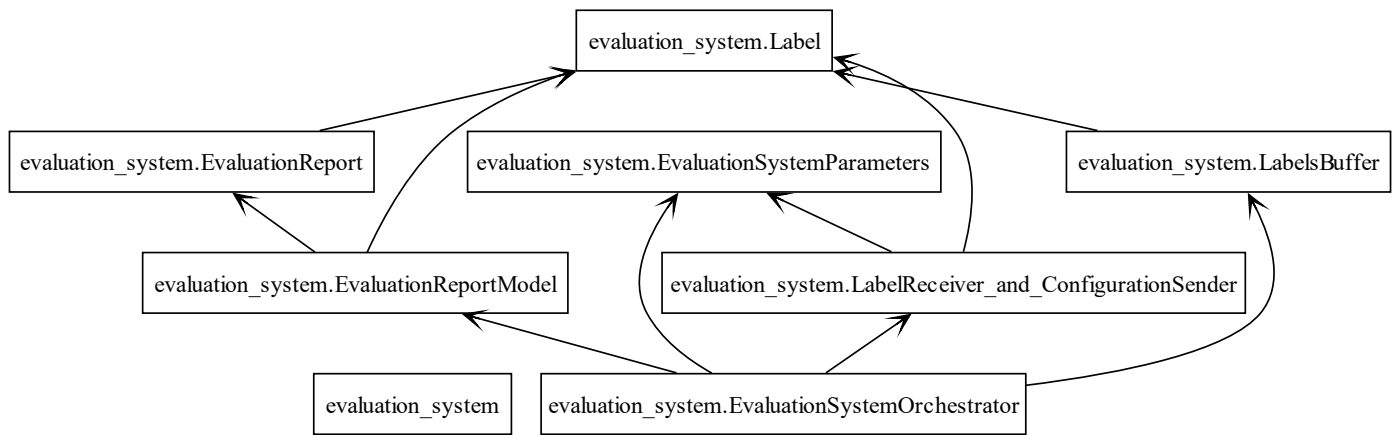 evaluation_system.Label
evaluation_system.EvaluationReport
evaluation_system.EvaluationSystemParameters
evaluation_system.LabelsBuffer
evaluation_system.EvaluationReportModel
evaluation_system.LabelReceiver_and_ConfigurationSender
evaluation_system
evaluation_system.EvaluationSystemOrchestrator